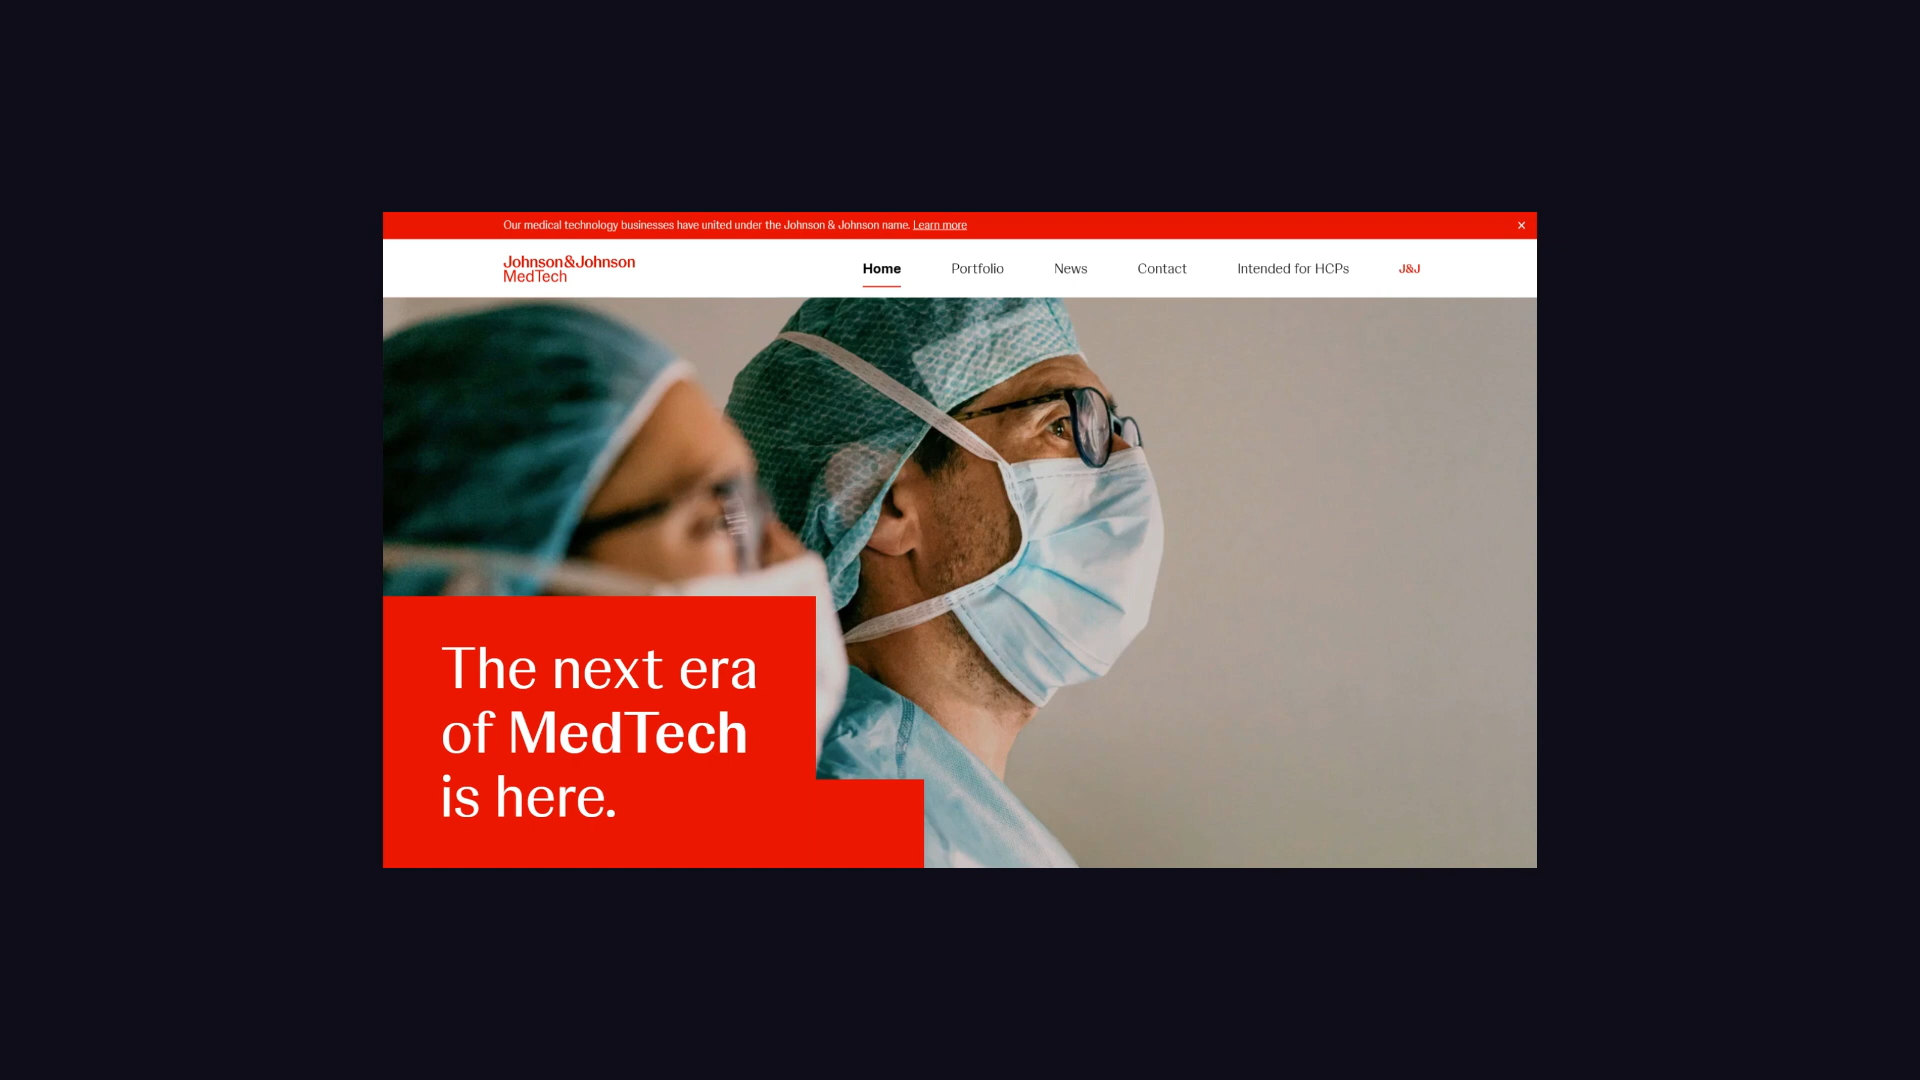 Our medical technology businesses have united under the Johnson & Johnson name. Learn more
Johnson&Johnson
MedTech
Home
Portfolio
News
Contact
Intended for HCPs
J&J
The next era
of MedTech
is here.